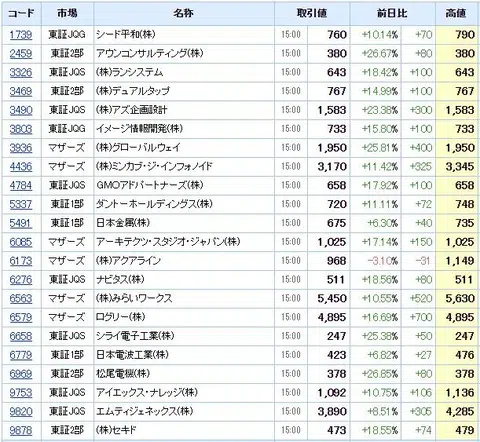 コード 市場 名称 取引値 前日比 高値
1739 東証JQG シード平和(株) 15:00 760 +10.14% +70 790
2459 東証2部 アウンコンサルティング(株) 15:00 380 +26.67% +80 380
3326 東証JQS (株)ランシステム 15:00 643 +18.42% +100 643
3469 東証2部 (株)デュアルタップ 15:00 767 +14.99% +100 767
3490 東証JQS (株)アズ企画設計 15:00 1,583 +23.38% +300 1,583
3803 東証JQG イメージ情報開発(株) 15:00 733 +15.80% +100 733
3936 マザーズ (株)グローバルウェイ 15:00 1,950 +25.81% +400 1,950
4436 マザーズ (株)ミンカブ・ジ・インフォノイド 15:00 3,170 +11.42% +325 3,345
4784 東証JQS GMOアドパートナーズ(株) 15:00 658 +17.92% +100 658
5337 東証1部 ダントーホールディングス(株) 15:00 720 +11.11% +72 748
5491 東証1部 日本金属(株) 15:00 675 +6.30% +40 735
6085 マザーズ アーキテクツ・スタジオ・ジャパン(株) 15:00 1,025 +17.14% +150 1,025
6173 マザーズ (株)アクアライン 15:00 968 -3.10% -31 1,149
6276 東証JQS ナビタス(株) 15:00 511 +18.56% +80 511
6563 マザーズ (株)みらいワークス 15:00 5,450 +10.55% +520 5,630
6579 マザーズ ログリー(株) 15:00 4,895 +16.69% +700 4,895
6658 東証JQS シライ電子工業(株) 15:00 247 +25.38% +50 247
6779 東証1部 日本電波工業(株) 15:00 423 +6.82% +27 476
6969 東証2部 松尾電機(株) 15:00 378 +26.85% +80 378
9753 東証JQS アイエックス・ナレッジ(株) 15:00 1,092 +10.75% +106 1,136
9820 東証JQS エムティジェネックス(株) 15:00 3,890 +8.51% +305 4,285
9878 東証2部 (株)セキド 15:00 473 +18.55% +74 479